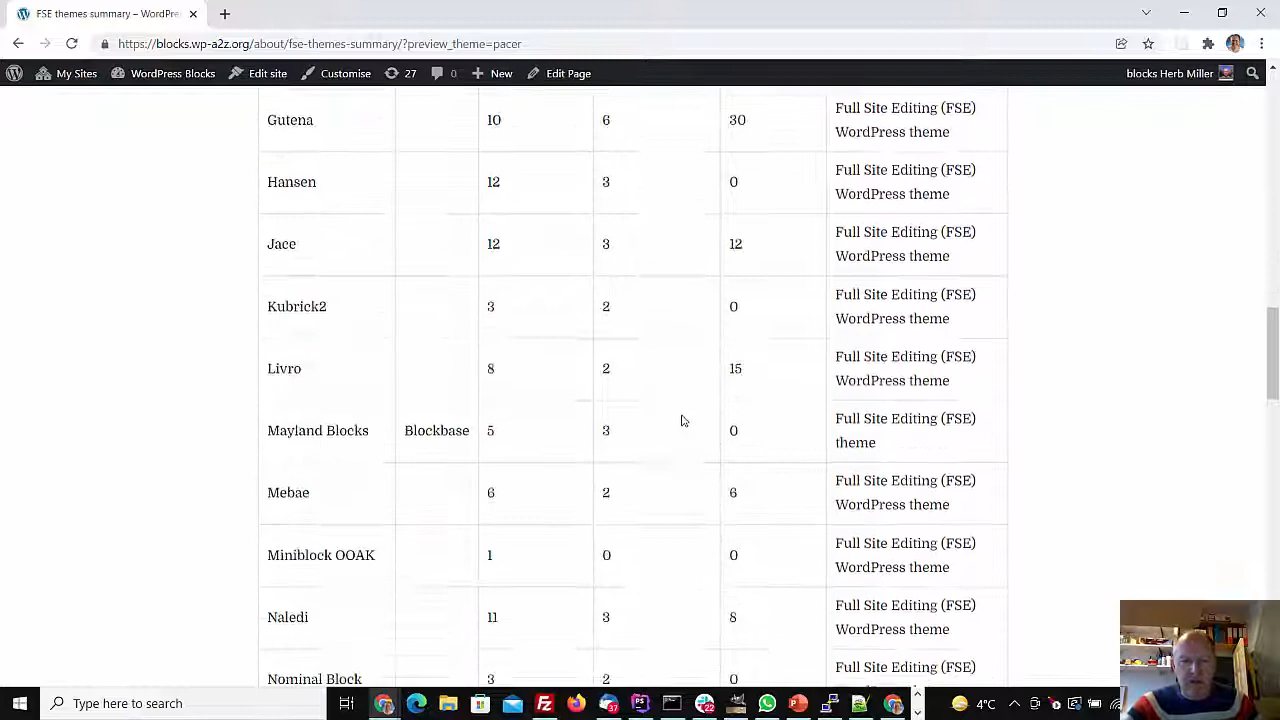 FSE themes summary – WordPre
https://blocks.wp-a2z.org/about/fse-themes-summary/?preview_theme=pacer
My Sites WordPress Blocks Edit site Customise 27 0 New Edit Page blocks Herb Miller
Gutena 10 6 30 Full Site Editing (FSE)
WordPress theme
Hansen 12 3 0 Full Site Editing (FSE)
WordPress theme
Jace 12 3 12 Full Site Editing (FSE)
WordPress theme
Kubrick2 3 2 0 Full Site Editing (FSE)
WordPress theme
Livro 8 2 15 Full Site Editing (FSE)
WordPress theme
Mayland Blocks Blockbase 5 3 0 Full Site Editing (FSE)
theme
Mebae 6 2 6 Full Site Editing (FSE)
WordPress theme
Miniblock OOAK 1 0 0 Full Site Editing (FSE)
WordPress theme
Naledi 11 3 8 Full Site Editing (FSE)
WordPress theme
Nominal Block 3 2 0 Full Site Editing (FSE)
Type here to search 37 22 4°C